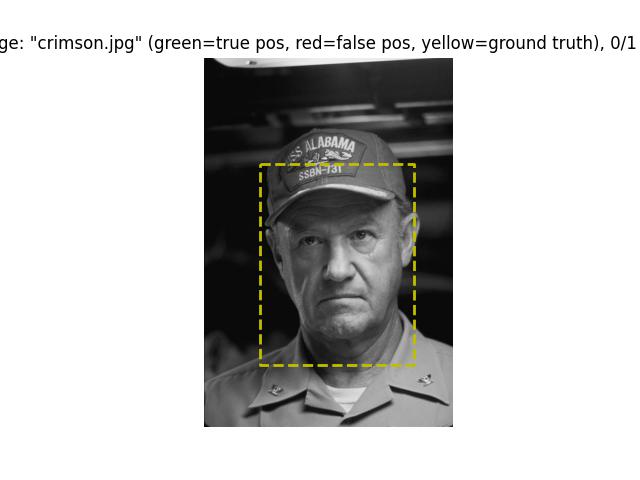 ge: "crimson.jpg" (green=true pos, red=false pos, yellow=ground truth), 0/1
SS ALABAMA
SSBN-731